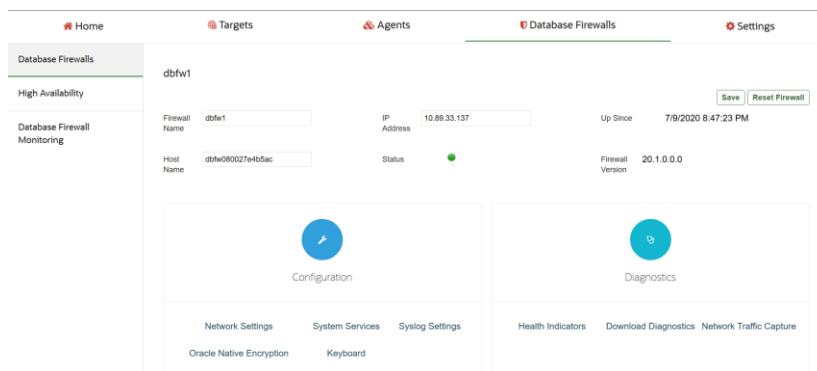 Home Targets Agents Database Firewalls Settings
Database Firewalls
High Availability
Database Firewall
Monitoring
dbfw1
Save Reset Firewall
Firewall
Name
dbfw1
IP
Address
10.89.33.137
Up Since 7/9/2020 8:47:23 PM
Host
Name
dbfw080027e4b5ac
Status
Firewall
Version
20.1.0.0.0
Configuration
Network Settings System Services Syslog Settings
Oracle Native Encryption Keyboard
Diagnostics
Health Indicators Download Diagnostics Network Traffic Capture